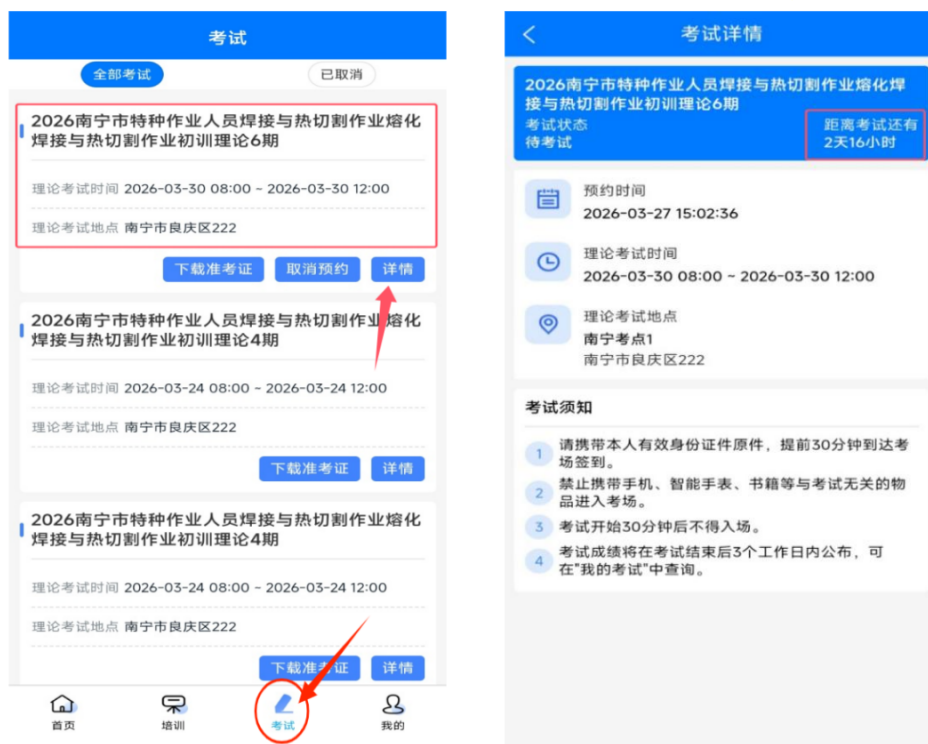 考试
全部考试
已取消
2026南宁市特种作业人员焊接与热切割作业熔化
焊接与热切割作业初训理论6期
理论考试时间 2026-03-30 08:00 ~ 2026-03-30 12:00
理论考试地点 南宁市良庆区222
下载准考证
取消预约
详情
2026南宁市特种作业人员焊接与热切割作业熔化
焊接与热切割作业初训理论4期
理论考试时间 2026-03-24 08:00 ~ 2026-03-24 12:00
理论考试地点 南宁市良庆区222
下载准考证
详情
2026南宁市特种作业人员焊接与热切割作业熔化
焊接与热切割作业初训理论4期
理论考试时间 2026-03-24 08:00 ~ 2026-03-24 12:00
理论考试地点 南宁市良庆区222
下载准考证
详情
首页
培训
考试
我的
考试详情
2026南宁市特种作业人员焊接与热切割作业熔化焊
接与热切割作业初训理论6期
考试状态
待考试
距离考试还有
2天16小时
预约时间
2026-03-27 15:02:36
理论考试时间
2026-03-30 08:00 ~ 2026-03-30 12:00
理论考试地点
南宁考点1
南宁市良庆区222
考试须知
1 请携带本人有效身份证件原件，提前30分钟到达考
场签到。
2 禁止携带手机、智能手表、书籍等与考试无关的物
品进入考场。
3 考试开始30分钟后不得入场。
4 考试成绩将在考试结束后3个工作日内公布，可
在"我的考试"中查询。